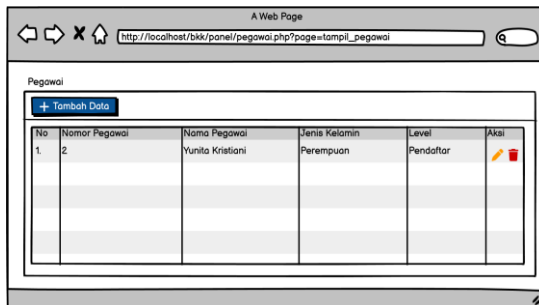 A Web Page
http://localhost/bkk/panel/pegawai.php?page=tampil_pegawai
Pegawai
+ Tambah Data
No Nomor Pegawai Nama Pegawai Jenis Kelamin Level Aksi
1. 2 Yunita Kristiani Perempuan Pendaftar